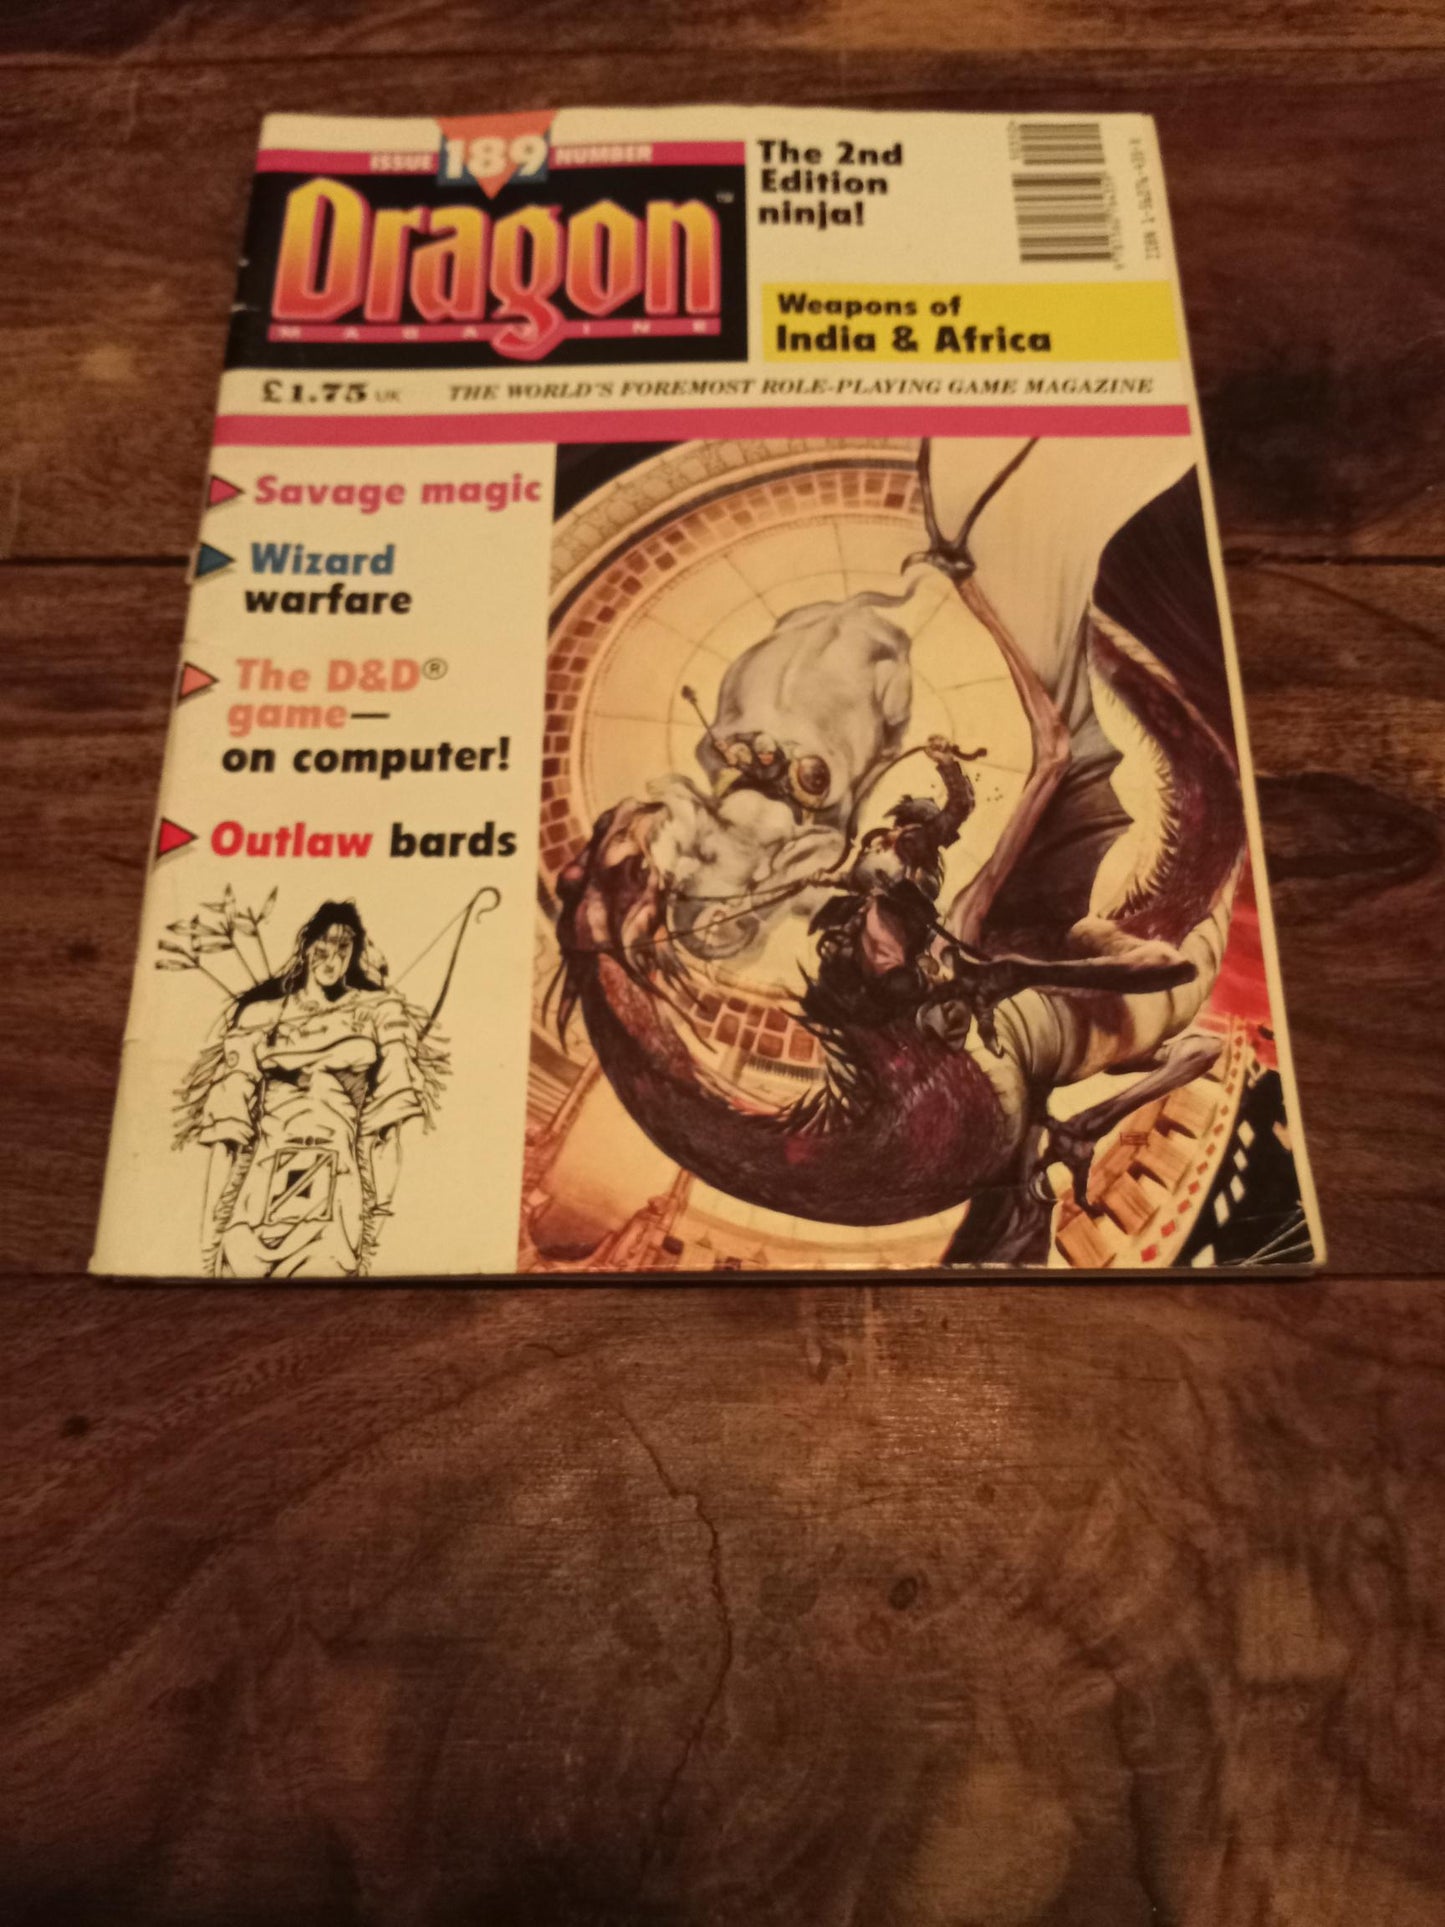 ISSUE 189 NUMBER
Dragon™
MAGAZINE
The 2nd
Edition
ninja!
Weapons of
India & Africa
£1.75 UK
THE WORLD'S FOREMOST ROLE-PLAYING GAME MAGAZINE
Savage magic
Wizard
warfare
The D&D®
game—
on computer!
Outlaw bards